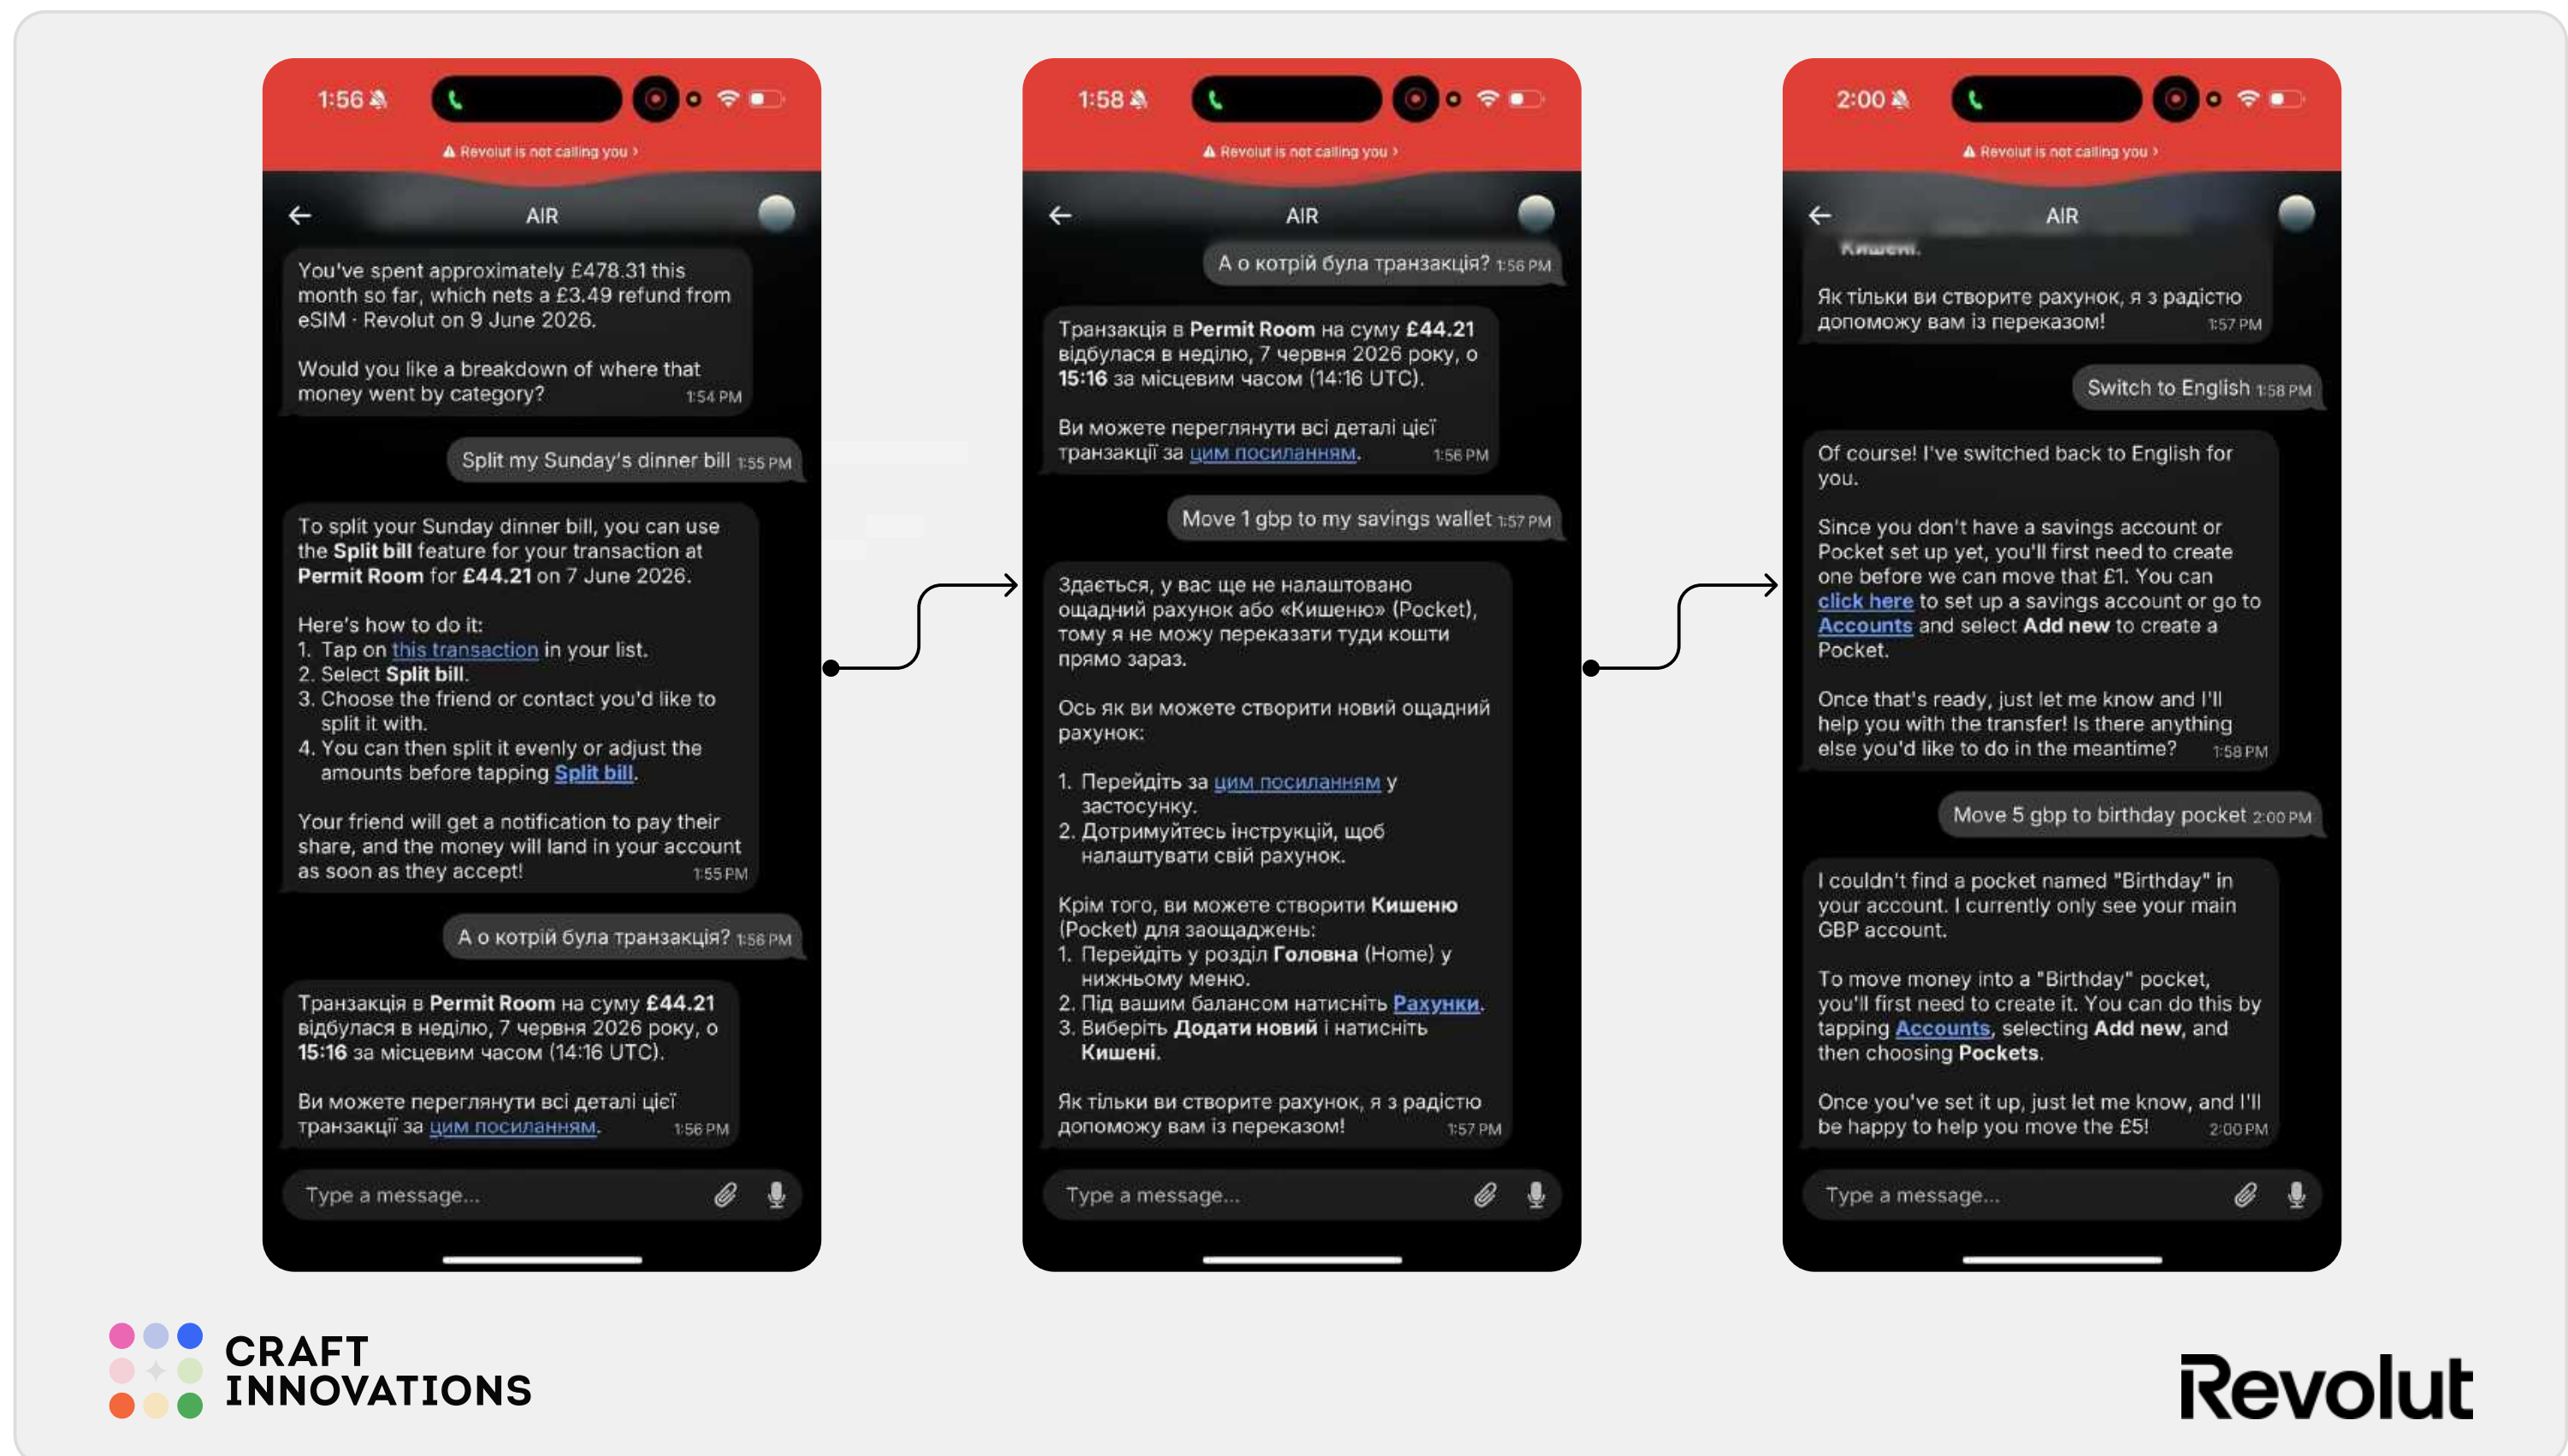 1:56
Revolut is not calling you
AIR
You've spent approximately £478.31 this
month so far, which nets a £3.49 refund from
eSIM · Revolut on 9 June 2026.
Would you like a breakdown of where that
money went by category?
1:54 PM
Split my Sunday's dinner bill 1:55 PM
To split your Sunday dinner bill, you can use
the Split bill feature for your transaction at
Permit Room for £44.21 on 7 June 2026.
Here's how to do it:
1. Tap on this transaction in your list.
2. Select Split bill.
3. Choose the friend or contact you'd like to
split it with.
4. You can then split it evenly or adjust the
amounts before tapping Split bill.
Your friend will get a notification to pay their
share, and the money will land in your account
as soon as they accept!
1:55 PM
А о котрій була транзакція? 1:56 PM
Транзакція в Permit Room на суму £44.21
відбулася в неділю, 7 червня 2026 року, о
15:16 за місцевим часом (14:16 UTC).
Ви можете переглянути всі деталі цієї
транзакції за цим посиланням.
1:56 PM
Type a message...
1:58
Revolut is not calling you
AIR
А о котрій була транзакція? 1:56 PM
Транзакція в Permit Room на суму £44.21
відбулася в неділю, 7 червня 2026 року, о
15:16 за місцевим часом (14:16 UTC).
Ви можете переглянути всі деталі цієї
транзакції за цим посиланням.
1:56 PM
Move 1 gbp to my savings wallet 1:57 PM
Здається, у вас ще не налаштовано
ощадний рахунок або «Кишеню» (Pocket),
тому я не можу переказати туди кошти
прямо зараз.
Ось як ви можете створити новий ощадний
рахунок:
1. Перейдіть за цим посиланням у
застосунку.
2. Дотримуйтесь інструкцій, щоб
налаштувати свій рахунок.
Крім того, ви можете створити Кишеню
(Pocket) для заощаджень:
1. Перейдіть у розділ Головна (Home) у
нижньому меню.
2. Під вашим балансом натисніть Рахунки.
3. Виберіть Додати новий і натисніть
Кишені.
Як тільки ви створите рахунок, я з радістю
допоможу вам із переказом!
1:57 PM
Type a message...
2:00
Revolut is not calling you
AIR
Кишені.
Як тільки ви створите рахунок, я з радістю
допоможу вам із переказом!
1:57 PM
Switch to English 1:58 PM
Of course! I've switched back to English for
you.
Since you don't have a savings account or
Pocket set up yet, you'll first need to create
one before we can move that £1. You can
click here to set up a savings account or go to
Accounts and select Add new to create a
Pocket.
Once that's ready, just let me know and I'll
help you with the transfer! Is there anything
else you'd like to do in the meantime?
1:58 PM
Move 5 gbp to birthday pocket 2:00 PM
I couldn't find a pocket named "Birthday" in
your account. I currently only see your main
GBP account.
To move money into a "Birthday" pocket,
you'll first need to create it. You can do this by
tapping Accounts, selecting Add new, and
then choosing Pockets.
Once you've set it up, just let me know, and I'll
be happy to help you move the £5!
2:00 PM
Type a message...
CRAFT
INNOVATIONS
Revolut